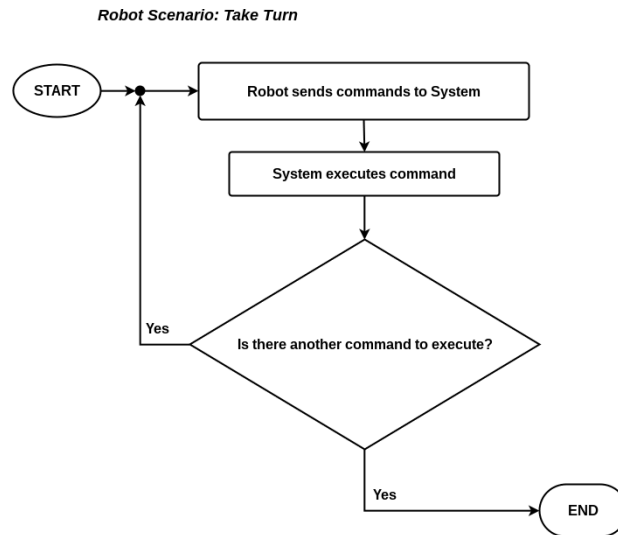 Robot Scenario: Take Turn
START
Robot sends commands to System
System executes command
Is there another command to execute?
Yes
Yes
END